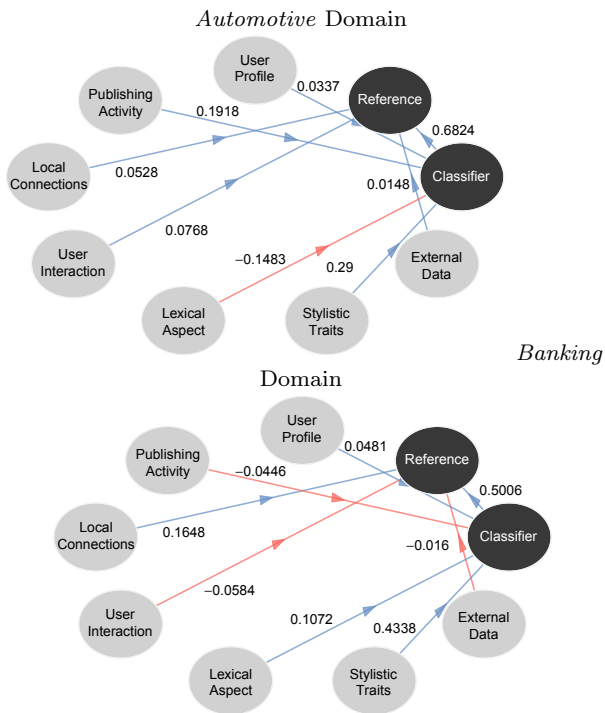 Automotive Domain
User
Profile
0.0337
Publishing
Activity
0.1918
Reference
0.6824
Local
Connections
0.0528
Classifier
0.0148
0.0768
User
Interaction
−0.1483
0.29
External
Data
Lexical
Aspect
Stylistic
Traits
Banking
Domain
User
Profile
0.0481
Publishing
Activity
−0.0446
Reference
0.5006
Local
Connections
0.1648
Classifier
−0.016
−0.0584
User
Interaction
0.1072
0.4338
External
Data
Lexical
Aspect
Stylistic
Traits